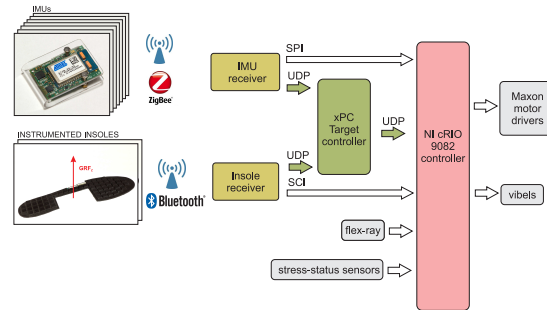 IMUs
ZigBee
SPI
IMU
receiver
UDP
xPC
Target
controller
UDP
NI cRIO
9082
controller
Maxon
motor
drivers
INSTRUMENTED INSOLES
GRFz
Bluetooth®
Insole
receiver
UDP
SCI
vibels
flex-ray
stress-status sensors